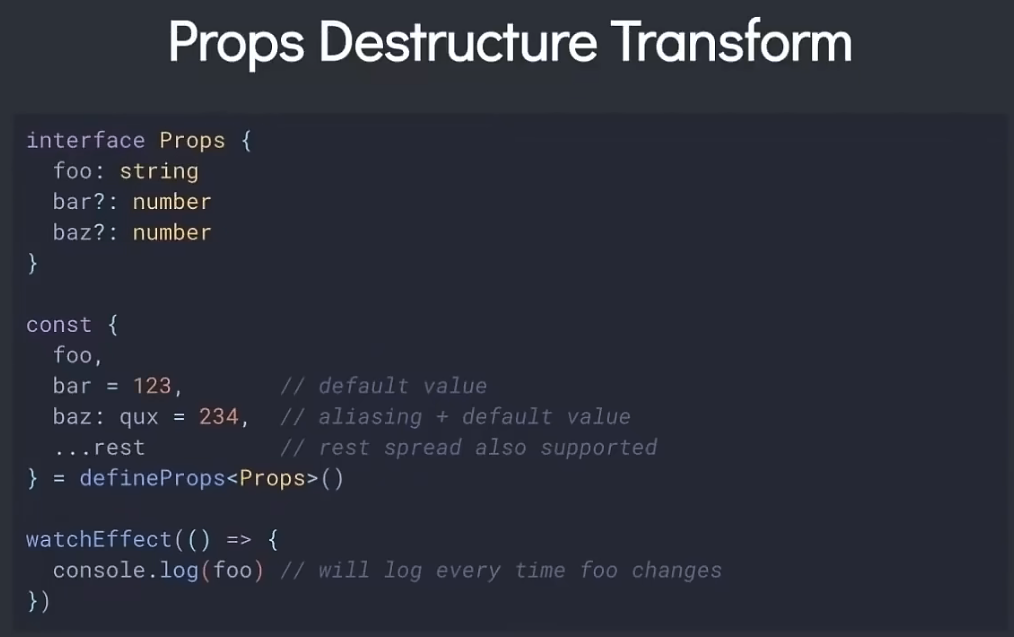 Props Destructure Transform
interface Props {
  foo: string
  bar?: number
  baz?: number
}
const {
  foo,
  bar = 123,          // default value
  baz: qux = 234,  // aliasing + default value
  ...rest          // rest spread also supported
} = defineProps<Props>()
watchEffect(() => {
  console.log(foo) // will log every time foo changes
})